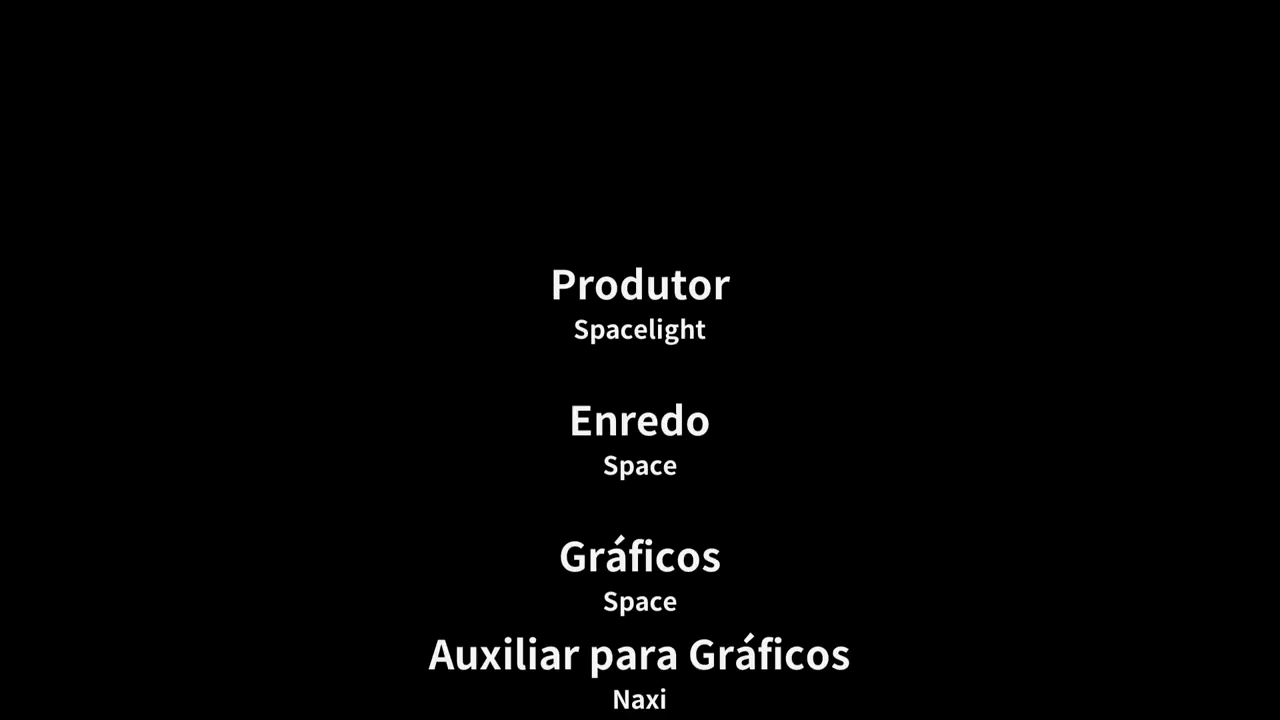 Produtor
Spacelight
Enredo
Space
Gráficos
Space
Auxiliar para Gráficos
Naxi